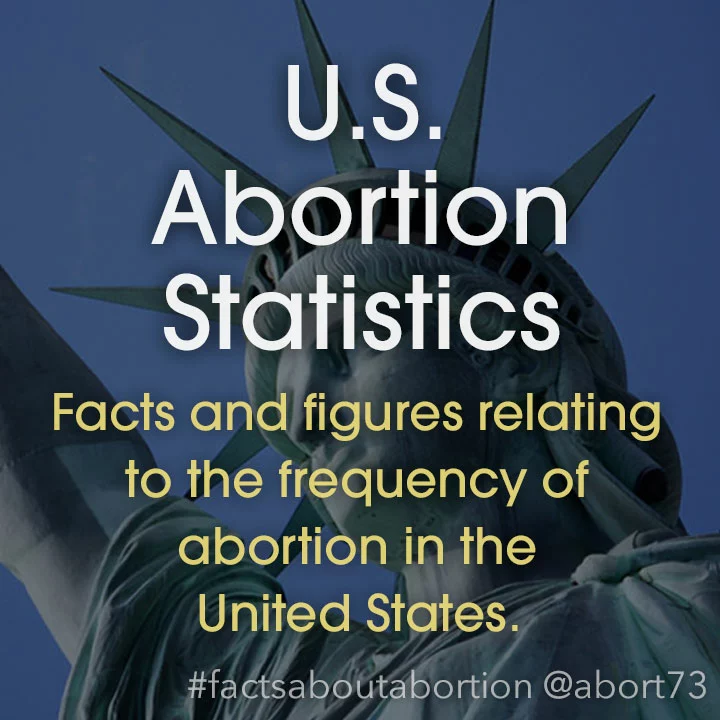 U.S.
Abortion
Statistics
Facts and figures relating
to the frequency of
abortion in the
United States.
#factsaboutabortion @abort73